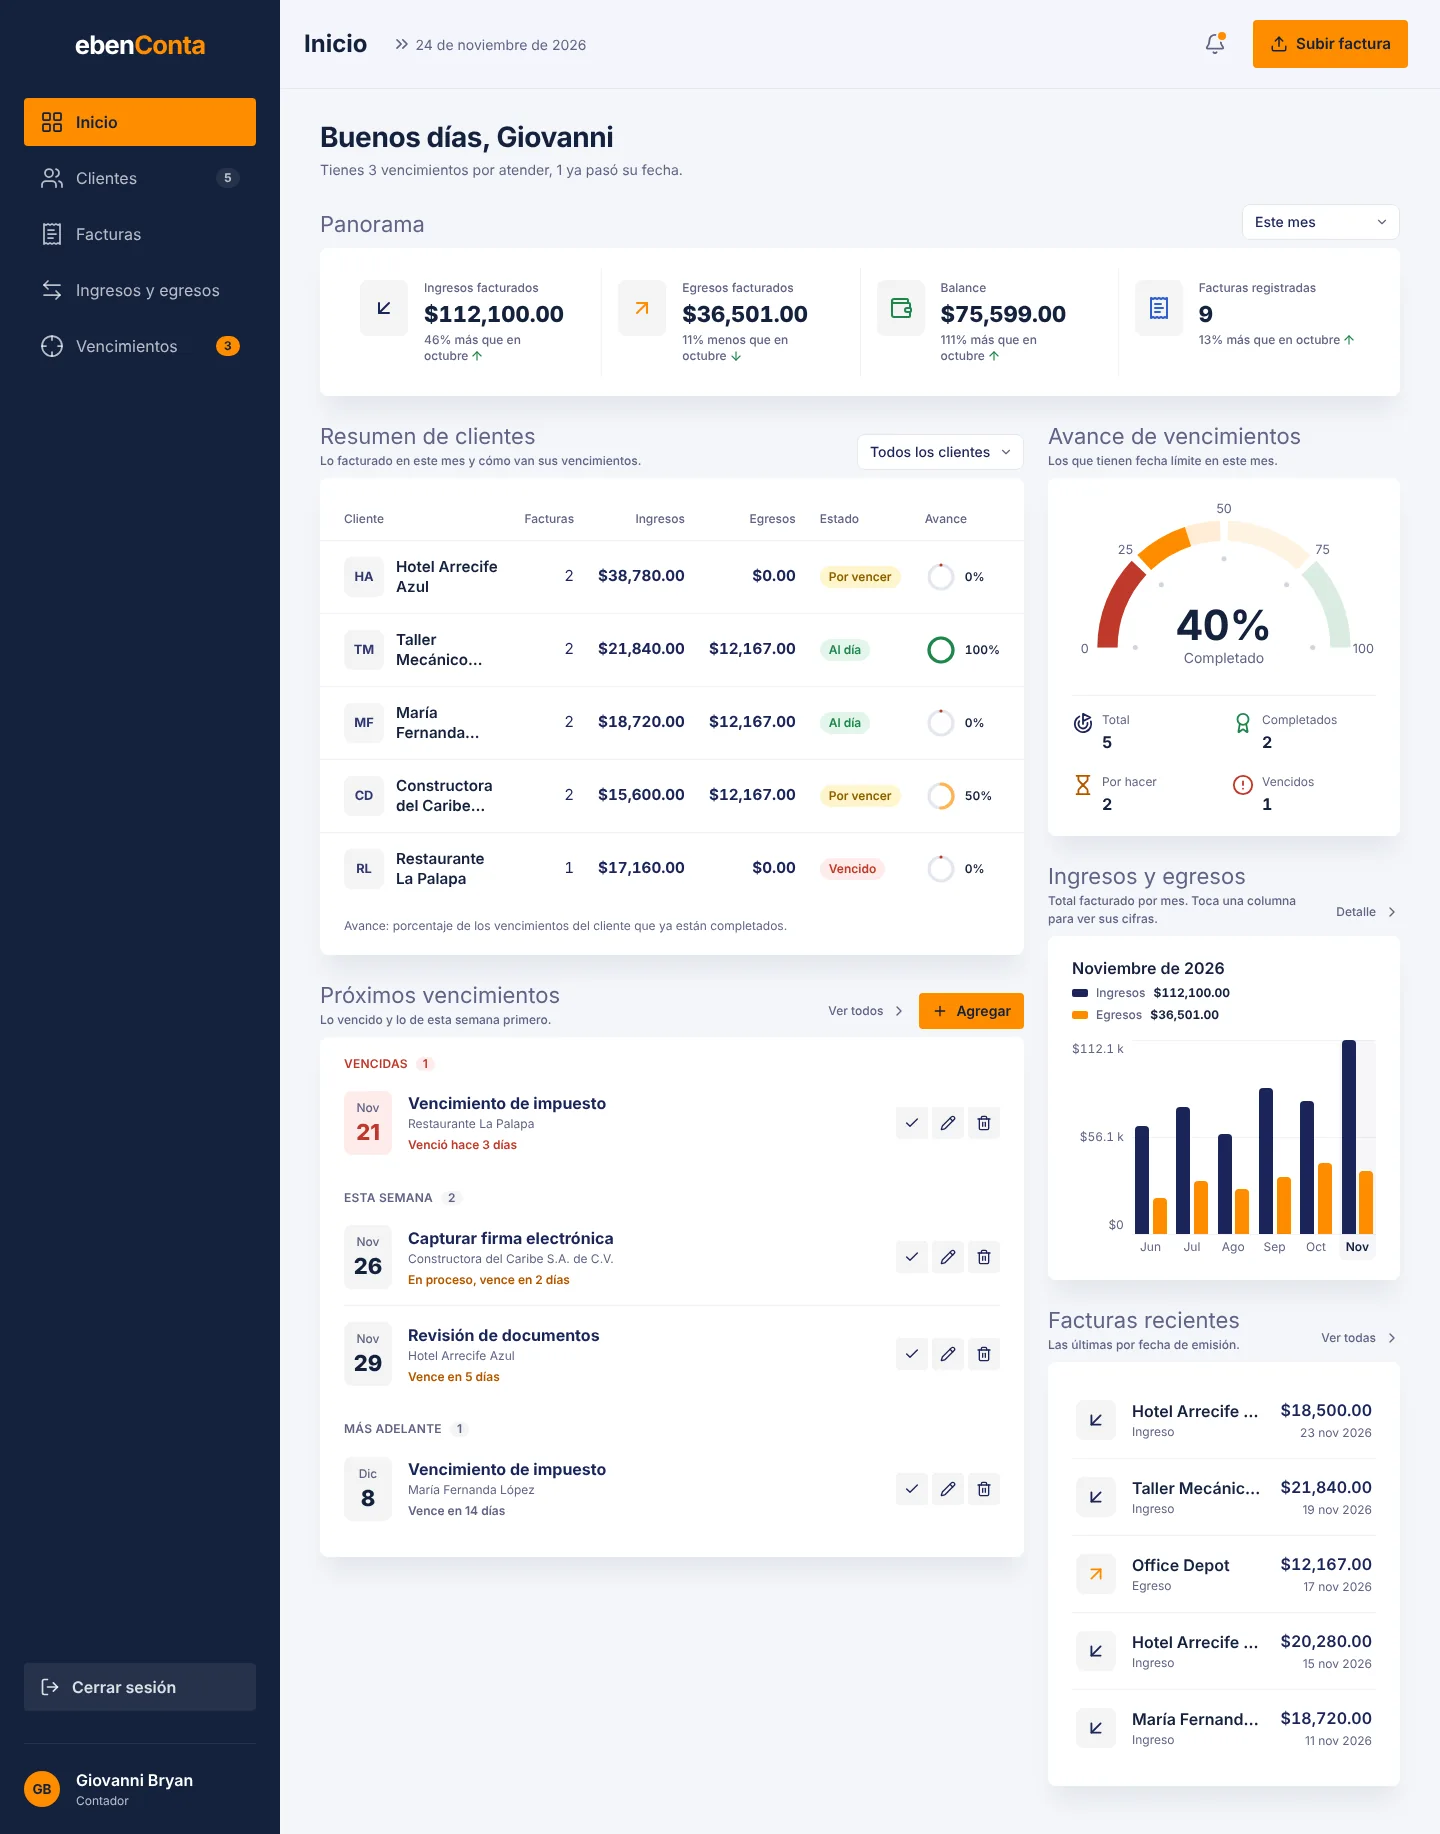 ebenConta
Inicio
Clientes 5
Facturas
Ingresos y egresos
Vencimientos 3
Cerrar sesión
GB
Giovanni Bryan
Contador
Inicio
24 de noviembre de 2026
Subir factura
Buenos días, Giovanni
Tienes 3 vencimientos por atender, 1 ya pasó su fecha.
Panorama
Este mes
Ingresos facturados
$112,100.00
46% más que en
octubre
Egresos facturados
$36,501.00
11% menos que en
octubre
Balance
$75,599.00
111% más que en
octubre
Facturas registradas
9
13% más que en octubre
Resumen de clientes
Lo facturado en este mes y cómo van sus vencimientos.
Todos los clientes
Cliente Facturas Ingresos Egresos Estado Avance
HA Hotel Arrecife
Azul 2 $38,780.00 $0.00 Por vencer 0%
TM Taller
Mecánico... 2 $21,840.00 $12,167.00 Al día 100%
MF María
Fernanda... 2 $18,720.00 $12,167.00 Al día 0%
CD Constructora
del Caribe... 2 $15,600.00 $12,167.00 Por vencer 50%
RL Restaurante
La Palapa 1 $17,160.00 $0.00 Vencido 0%
Avance: porcentaje de los vencimientos del cliente que ya están completados.
Avance de vencimientos
Los que tienen fecha límite en este mes.
0
25
50
75
100
40%
Completado
Total
5
Completados
2
Por hacer
2
Vencidos
1
Ingresos y egresos
Total facturado por mes. Toca una columna
para ver sus cifras.
Detalle
Noviembre de 2026
Ingresos $112,100.00
Egresos $36,501.00
$112.1 k
$56.1 k
$0
Jun Jul Ago Sep Oct Nov
Próximos vencimientos
Lo vencido y lo de esta semana primero.
Ver todos
Agregar
VENCIDAS 1
Nov
21
Vencimiento de impuesto
Restaurante La Palapa
Venció hace 3 días
ESTA SEMANA 2
Nov
26
Capturar firma electrónica
Constructora del Caribe S.A. de C.V.
En proceso, vence en 2 días
Nov
29
Revisión de documentos
Hotel Arrecife Azul
Vence en 5 días
MÁS ADELANTE 1
Dic
8
Vencimiento de impuesto
María Fernanda López
Vence en 14 días
Facturas recientes
Las últimas por fecha de emisión.
Ver todas
Hotel Arrecife ... $18,500.00
Ingreso 23 nov 2026
Taller Mecánic... $21,840.00
Ingreso 19 nov 2026
Office Depot $12,167.00
Egreso 17 nov 2026
Hotel Arrecife ... $20,280.00
Ingreso 15 nov 2026
María Fernand... $18,720.00
Ingreso 11 nov 2026